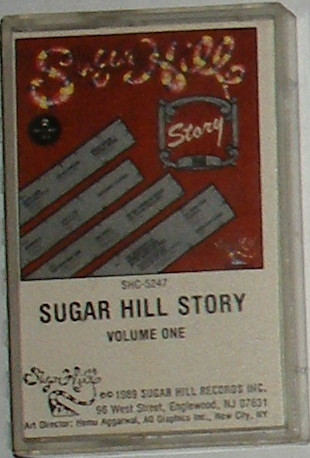 Sugar Hill
Story
SHC-5247
SUGAR HILL STORY
VOLUME ONE
Sugar Hill
©℗ 1989 SUGAR HILL RECORDS INC.
96 West Street, Englewood, NJ 07631
Art Director: Hemu Aggarwal, AG Graphics Inc., New City, NY